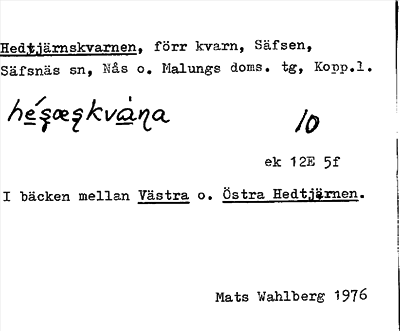 Hedtjärnskvarnen, förr kvarn, Säfsen,
Säfsnäs sn, Nås o. Malungs doms. tg, Kopp.l.
10
ek 12E 5f
I bäcken mellan Västra o. Östra Hedtjärnen.
Mats Wahlberg 1976